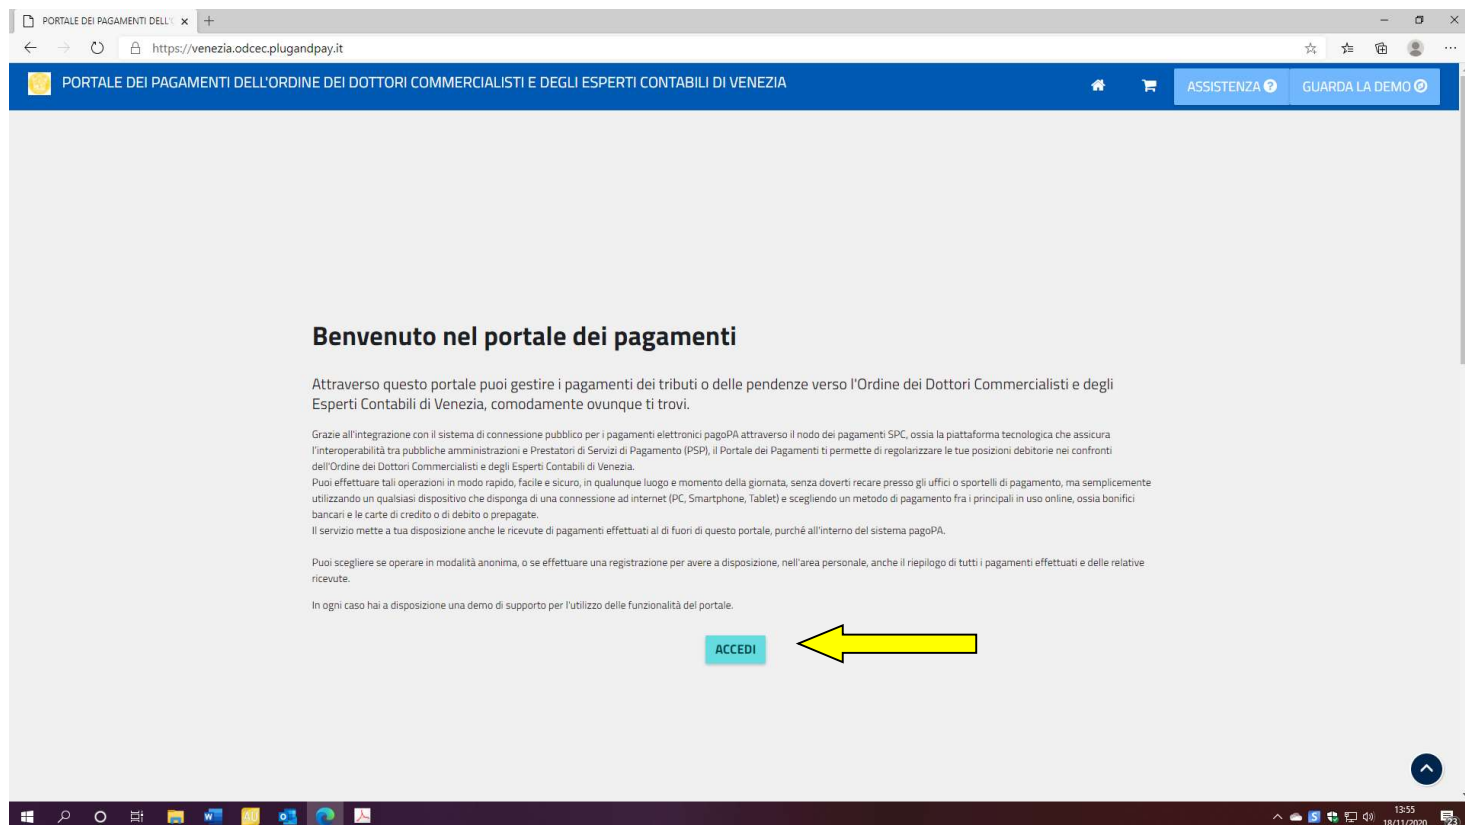 PORTALE DEI PAGAMENTI DELL'
https://venezia.odcec.plugandpay.it
PORTALE DEI PAGAMENTI DELL'ORDINE DEI DOTTORI COMMERCIALISTI E DEGLI ESPERTI CONTABILI DI VENEZIA
ASSISTENZA ?
GUARDA LA DEMO
Benvenuto nel portale dei pagamenti
Attraverso questo portale puoi gestire i pagamenti dei tributi o delle pendenze verso l'Ordine dei Dottori Commercialisti e degli
Esperti Contabili di Venezia, comodamente ovunque ti trovi.
Grazie all'integrazione con il sistema di connessione pubblico per i pagamenti elettronici pagoPA attraverso il nodo dei pagamenti SPC, ossia la piattaforma tecnologica che assicura
l'interoperabilità tra pubbliche amministrazioni e Prestatori di Servizi di Pagamento (PSP), il Portale dei Pagamenti ti permette di regolarizzare le tue posizioni debitorie nei confronti
dell'Ordine dei Dottori Commercialisti e degli Esperti Contabili di Venezia.
Puoi effettuare tali operazioni in modo rapido, facile e sicuro, in qualunque luogo e momento della giornata, senza doverti recare presso gli uffici o sportelli di pagamento, ma semplicemente
utilizzando un qualsiasi dispositivo che disponga di una connessione ad internet (PC, Smartphone, Tablet) e scegliendo un metodo di pagamento fra i principali in uso online, ossia bonifici
bancari e le carte di credito o di debito o prepagate.
Il servizio mette a tua disposizione anche le ricevute di pagamenti effettuati al di fuori di questo portale, purché all'interno del sistema pagoPA.
Puoi scegliere se operare in modalità anonima, o se effettuare una registrazione per avere a disposizione, nell'area personale, anche il riepilogo di tutti i pagamenti effettuati e delle relative
ricevute.
In ogni caso hai a disposizione una demo di supporto per l'utilizzo delle funzionalità del portale.
ACCEDI
13:55
18/11/2020
23